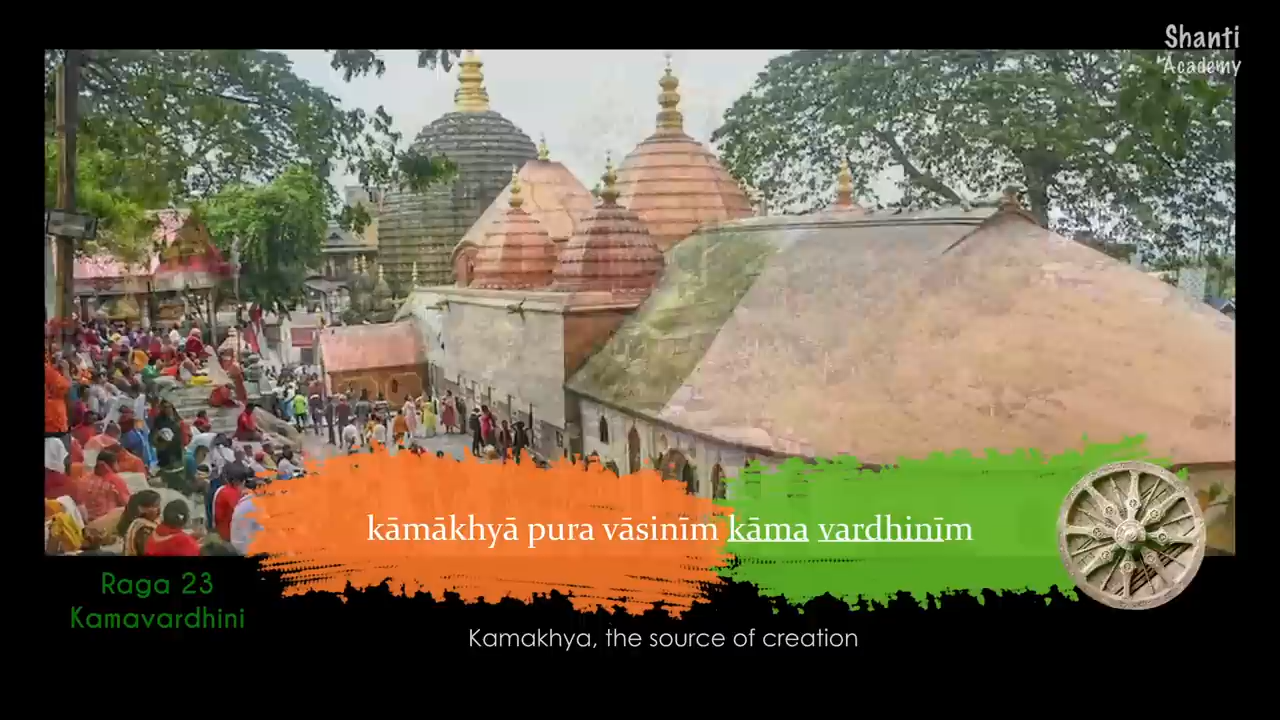 Shanti
Academy
kāmākhyā pura vāsinīm kāma vardhinīm
Raga 23
Kamavardhini
Kamakhya, the source of creation